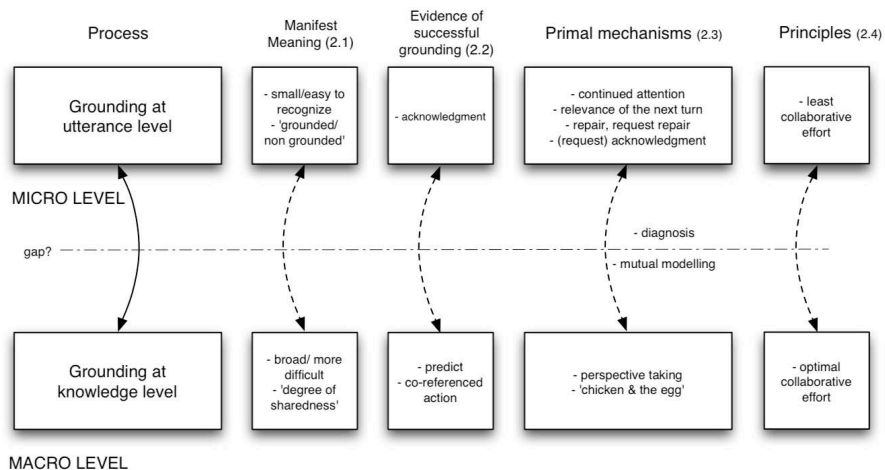 Process
Manifest
Meaning (2.1)
Evidence of
successful
grounding (2.2)
Primal mechanisms (2.3)
Principles (2.4)
Grounding at
utterance level
- small/easy to
recognize
- 'grounded/
non grounded'
- acknowledgment
- continued attention
- relevance of the next turn
- repair, request repair
- (request) acknowledgment
- least
collaborative
effort
MICRO LEVEL
gap?
- diagnosis
- mutual modelling
Grounding at
knowledge level
- broad/ more
difficult
- 'degree of
sharedness'
- predict
- co-referenced
action
- perspective taking
- 'chicken & the egg'
- optimal
collaborative
effort
MACRO LEVEL